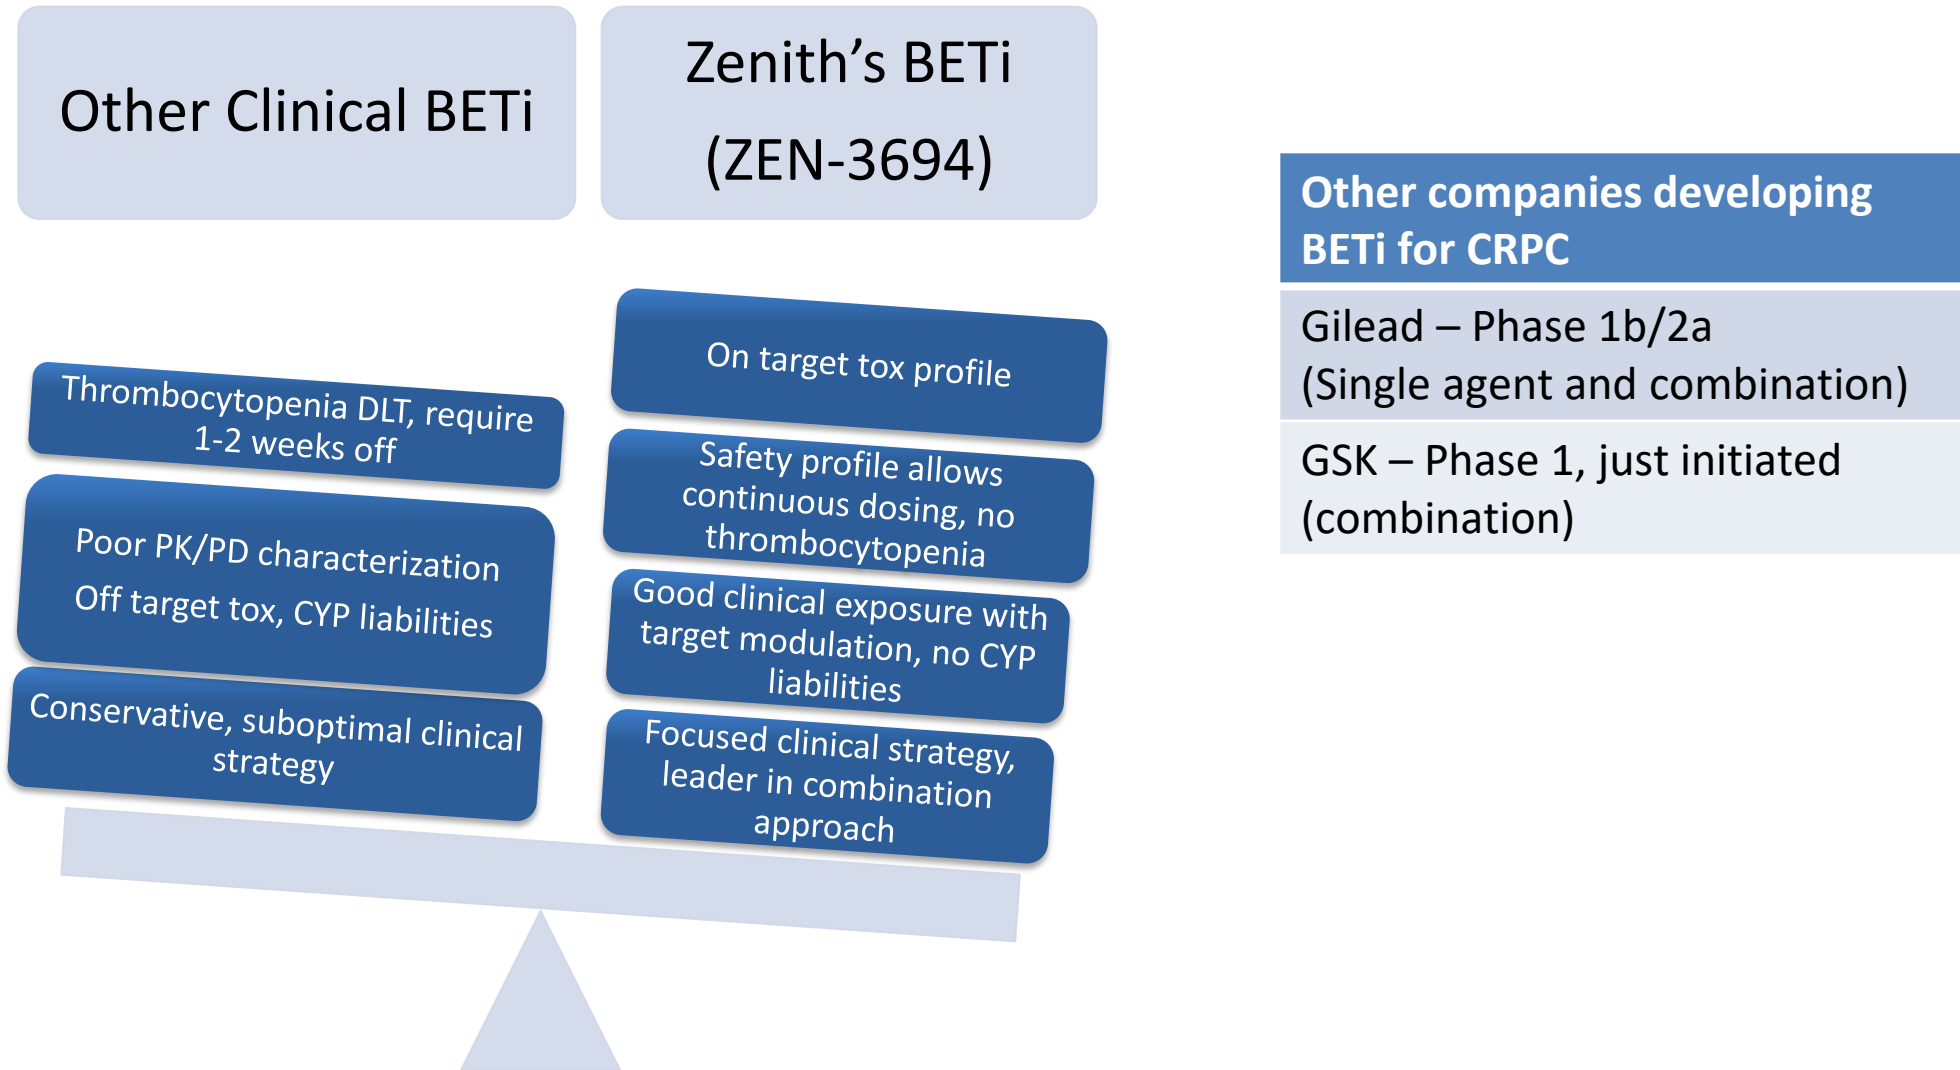 Other Clinical BETi
Zenith’s BETi
(ZEN-3694)
Thrombocytopenia DLT, require
1-2 weeks off
Poor PK/PD characterization
Off target tox, CYP liabilities
Conservative, suboptimal clinical
strategy
On target tox profile
Safety profile allows
continuous dosing, no
thrombocytopenia
Good clinical exposure with
target modulation, no CYP
liabilities
Focused clinical strategy,
leader in combination
approach
Other companies developing
BETi for CRPC
Gilead – Phase 1b/2a
(Single agent and combination)
GSK – Phase 1, just initiated
(combination)